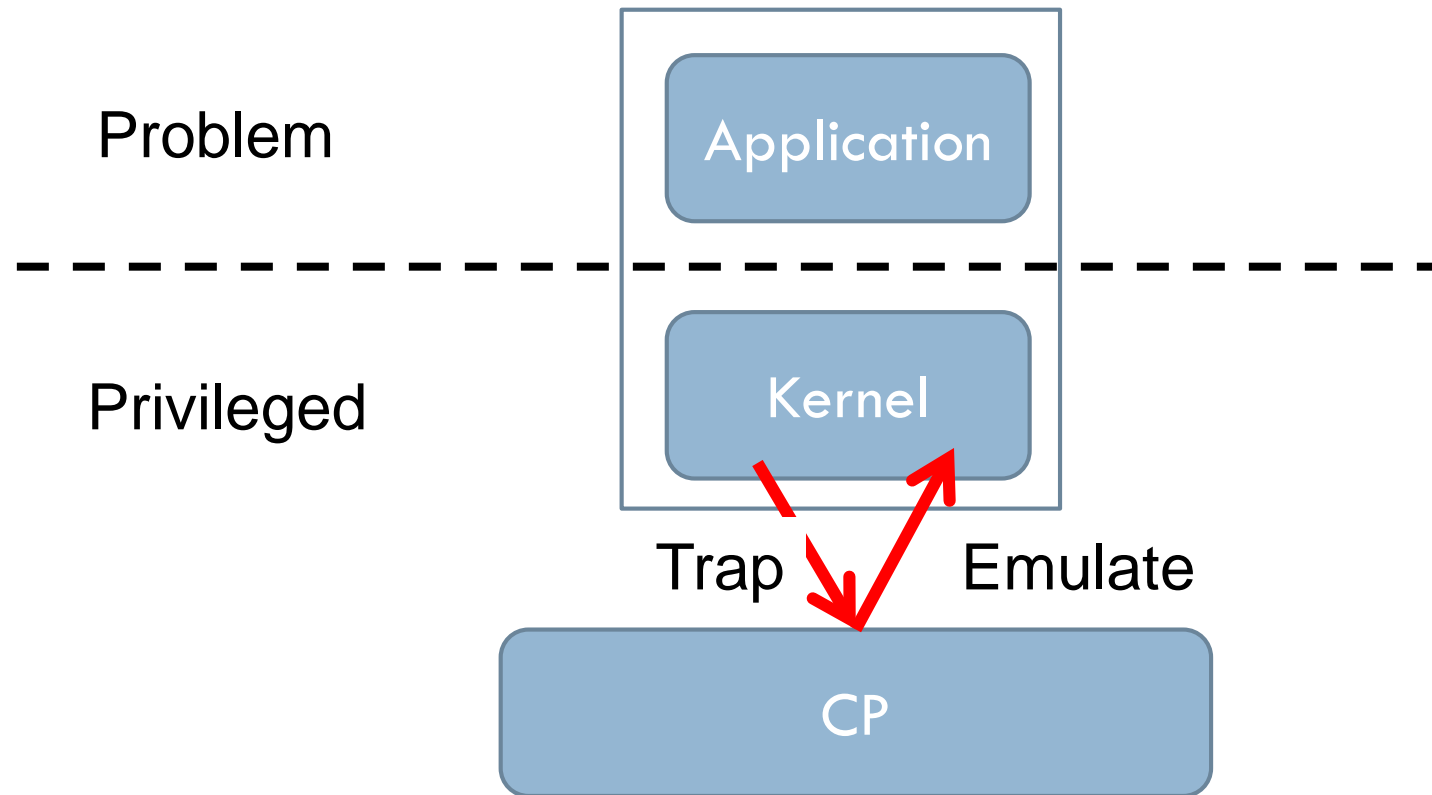 Problem
Application
Privileged
Kernel
Trap
Emulate
CP